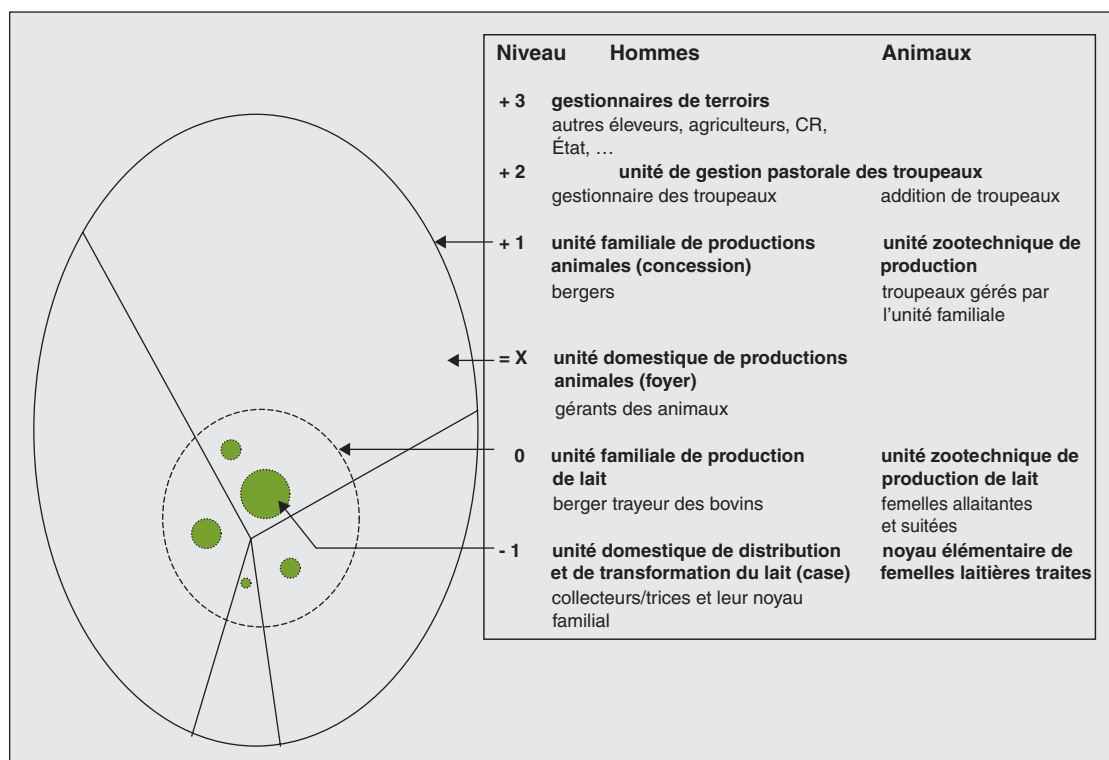 Niveau Hommes Animaux
+ 3 gestionnaires de terroirs
autres éleveurs, agriculteurs, CR,
État, …
+ 2 unité de gestion pastorale des troupeaux
gestionnaire des troupeaux addition de troupeaux
+ 1 unité familiale de productions unité zootechnique de
animales (concession) production
bergers troupeaux gérés par
l’unité familiale
= X unité domestique de productions
animales (foyer)
gérants des animaux
0 unité familiale de production unité zootechnique de
de lait production de lait
berger trayeur des bovins femelles allaitantes
et suitées
- 1 unité domestique de distribution noyau élémentaire de
et de transformation du lait (case) femelles laitières traites
collecteurs/trices et leur noyau
familial